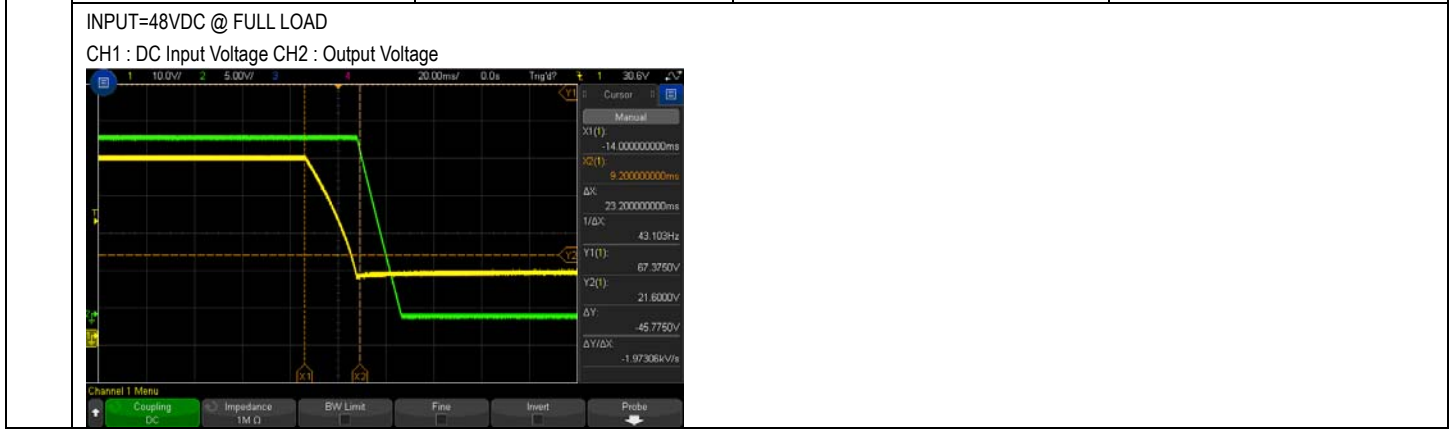 INPUT=48VDC @ FULL LOAD
CH1 : DC Input Voltage CH2 : Output Voltage
1 10.0V/ 2 5.00V/ 3 4 20.00ms/ 0.0s Trig'd? 1 30.6V
Y1 Cursor
Manual
X1(1):
-14.000000000ms
X2(1):
9.200000000ms
ΔX:
23.200000000ms
1/ΔX:
43.103Hz
Y2 Y1(1):
67.3750V
Y2(1):
21.6000V
ΔY:
-45.7750V
ΔY/ΔX:
-1.97306kV/s
X1 X2
Channel 1 Menu
Coupling Impedance BW Limit Fine Invert Probe
DC 1M Ω